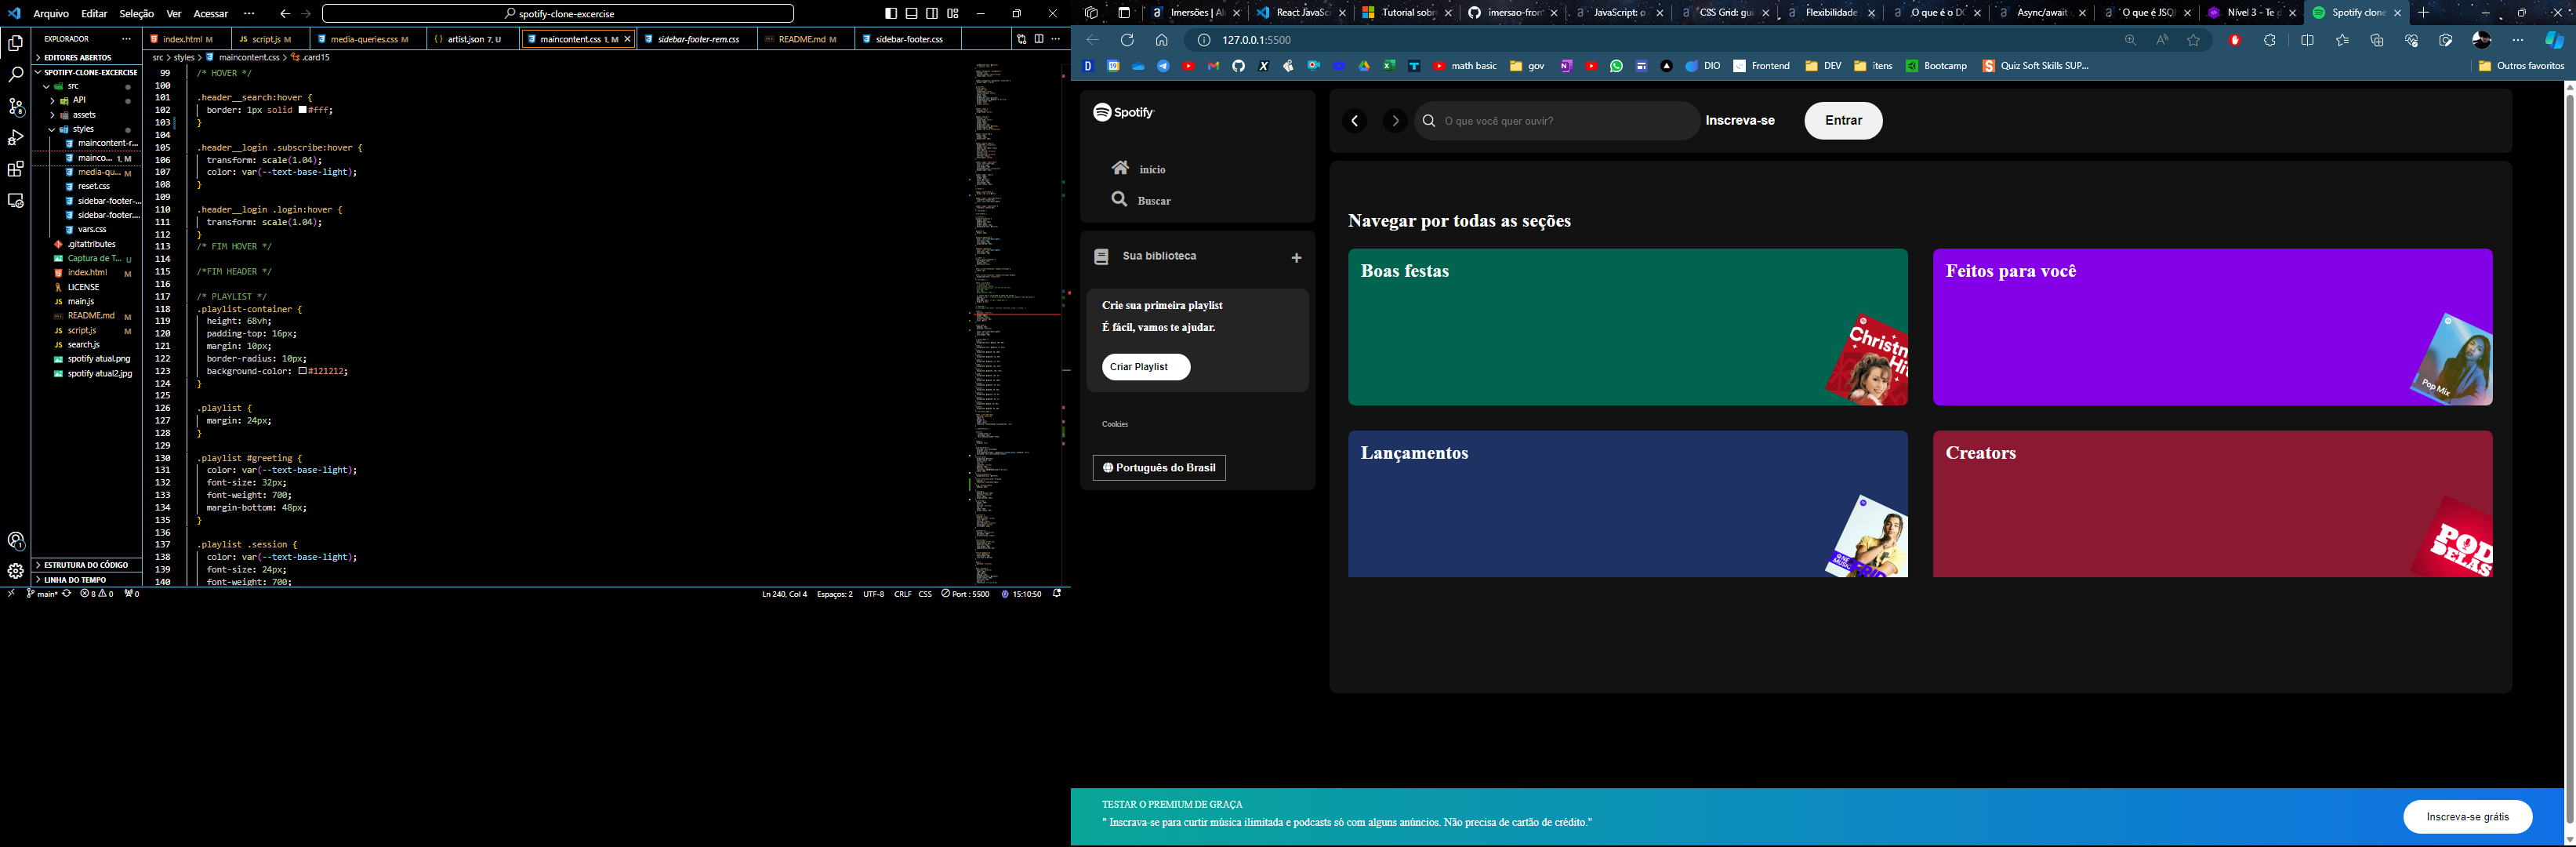 Arquivo Editar Seleção Ver Acessar ··· spotify-clone-excercise
EXPLORADOR ···
EDITORES ABERTOS
SPOTIFY-CLONE-EXCERCISE
src
API
assets
styles
maincontent-r...
mainco... 1, M
media-qu... M
reset.css
sidebar-footer-...
sidebar-footer....
vars.css
.gitattributes
Captura de T... U
index.html M
LICENSE
main.js
README.md M
script.js M
search.js
spotify atual.png
spotify atual2.jpg
ESTRUTURA DO CÓDIGO
LINHA DO TEMPO
index.html M script.js M media-queries.css M artist.json 7, U maincontent.css 1, M sidebar-footer-rem.css README.md M sidebar-footer.css
src > styles > maincontent.css > .card15
99 /* HOVER */
100
101 .header__search:hover {
102 border: 1px solid #fff;
103 }
104
105 .header__login .subscribe:hover {
106 transform: scale(1.04);
107 color: var(--text-base-light);
108 }
109
110 .header__login .login:hover {
111 transform: scale(1.04);
112 }
113 /* FIM HOVER */
114
115 /*FIM HEADER */
116
117 /* PLAYLIST */
118 .playlist-container {
119 height: 68vh;
120 padding-top: 16px;
121 margin: 10px;
122 border-radius: 10px;
123 background-color: #121212;
124 }
125
126 .playlist {
127 margin: 24px;
128 }
129
130 .playlist #greeting {
131 color: var(--text-base-light);
132 font-size: 32px;
133 font-weight: 700;
134 margin-bottom: 48px;
135 }
136
137 .playlist .session {
138 color: var(--text-base-light);
139 font-size: 24px;
140 font-weight: 700;
main* 8 0 0 Ln 240, Col 4 Espaços: 2 UTF-8 CRLF CSS Port : 5500 15:10:50
Imersões | Al React JavaSc Tutorial sobr imersao-fron JavaScript: o CSS Grid: gui Flexibilidade O que é o DO Async/await O que é JSO Nível 3 - Te Spotify clone
127.0.0.1:5500
math basic gov DIO Frontend DEV itens Bootcamp Quiz Soft Skills SUP... Outros favoritos
Spotify
início
Buscar
Sua biblioteca +
Crie sua primeira playlist
É fácil, vamos te ajudar.
Criar Playlist
Cookies
Português do Brasil
O que você quer ouvir? Inscreva-se Entrar
Navegar por todas as seções
Boas festas
Christm
Hit
Feitos para você
Pop Mix
Lançamentos
Creators
POD
DELAS
TESTAR O PREMIUM DE GRAÇA
" Inscrava-se para curtir música ilimitada e podcasts só com alguns anúncios. Não precisa de cartão de crédito."
Inscreva-se grátis